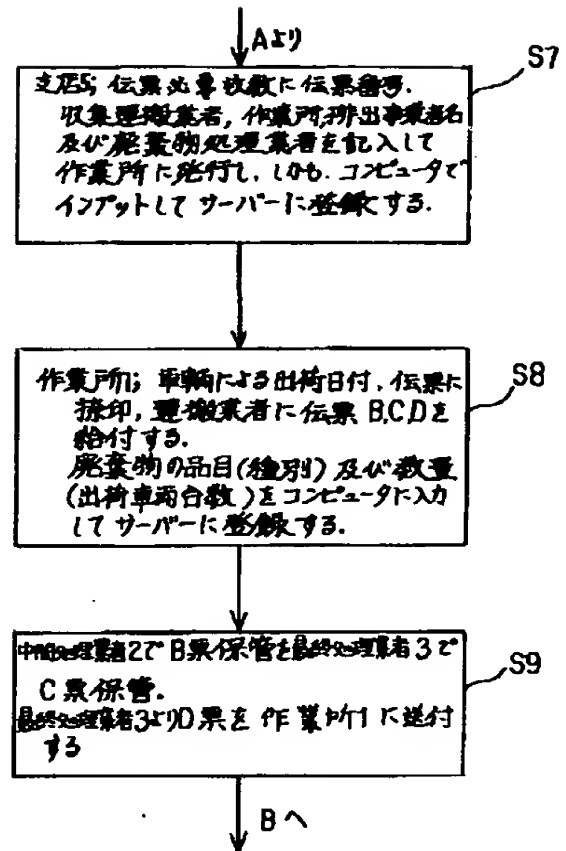 Aより
S7
支店5; 伝票必要枚数に伝票番号.
収集運搬業者, 作業所, 排出事業者名
及び廃棄物処理業者を記入して
作業所に発行し, しかも, コンピュータで
インプットして サーバーに登録する.
S8
作業所1; 車輌による出荷日付, 伝票に
捺印, 運搬業者に伝票 B,C,Dを
給付する.
廃棄物の品目(種別)及び数量
(出荷車両台数)をコンピュータに入力
して サーバーに登録する.
S9
中間処理業者2で B票保管を最終処理業者3で
C票保管.
最終処理業者3よりD票を作業所1に送付
する
Bへ